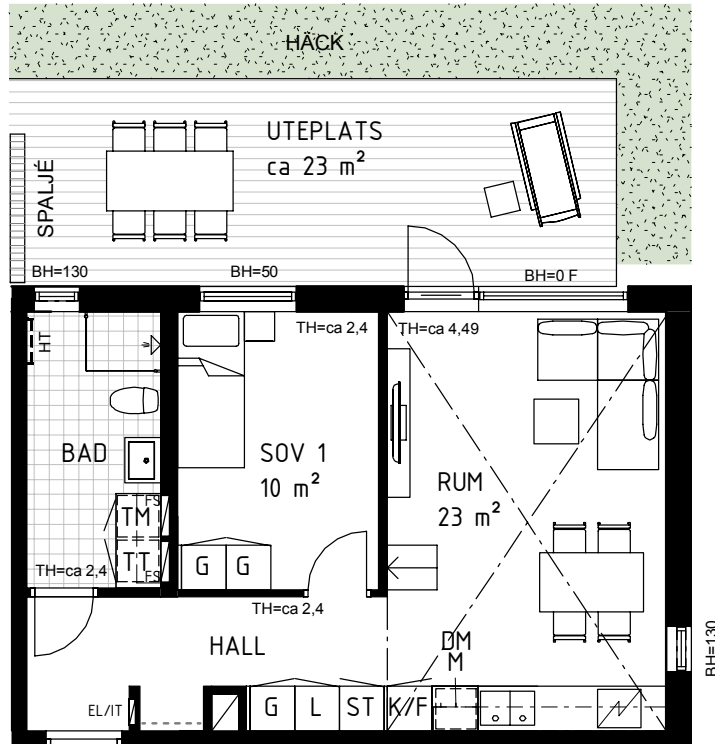 HÄCK
UTEPLATS
ca 23 m²
SPALJÉ
BH=130
BH=50
BH=0 F
HT
TH=ca 2,4
TH=ca 4,49
BAD
SOV 1
10 m²
RUM
23 m²
FS
TM
TT
FS
TH=ca 2,4
G G
TH=ca 2,4
HALL
DM
M
BH=130
EL/IT
G L ST K/F